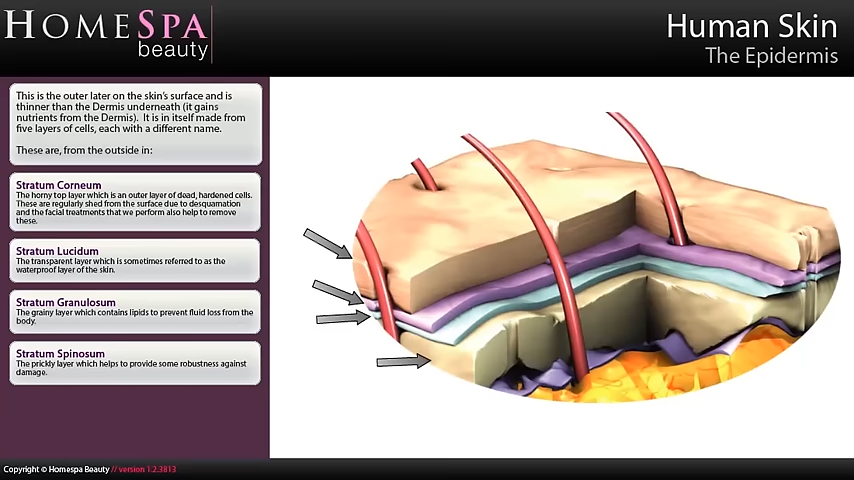 HOMESPA
beauty
Human Skin
The Epidermis
This is the outer later on the skin's surface and is
thinner than the Dermis underneath (it gains
nutrients from the Dermis). It is in itself made from
five layers of cells, each with a different name.
These are, from the outside in:
Stratum Corneum
The horny top layer which is an outer layer of dead, hardened cells.
These are regularly shed from the surface due to desquamation
and the facial treatments that we perform also help to remove
these.
Stratum Lucidum
The transparent layer which is sometimes referred to as the
waterproof layer of the skin.
Stratum Granulosum
The grainy layer which contains lipids to prevent fluid loss from the
body.
Stratum Spinosum
The prickly layer which helps to provide some robustness against
damage.
Copyright © Homespa Beauty // version 1.2.3813